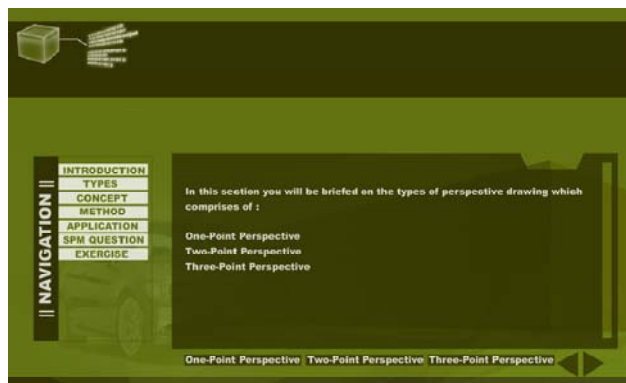 || NAVIGATION ||
INTRODUCTION
TYPES
CONCEPT
METHOD
APPLICATION
SPM QUESTION
EXERCISE
In this section you will be briefed on the types of perspective drawing which
comprises of :
One-Point Perspective
Two-Point Perspective
Three-Point Perspective
One-Point Perspective Two-Point Perspective Three-Point Perspective